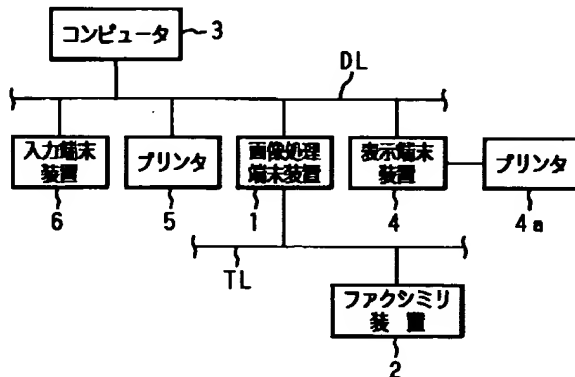 コンピュータ 3
DL
入力端末
装置
6
プリンタ
5
画像処理
端末装置
1
表示端末
装置
4
プリンタ
4a
TL
ファクシミリ
装置
2